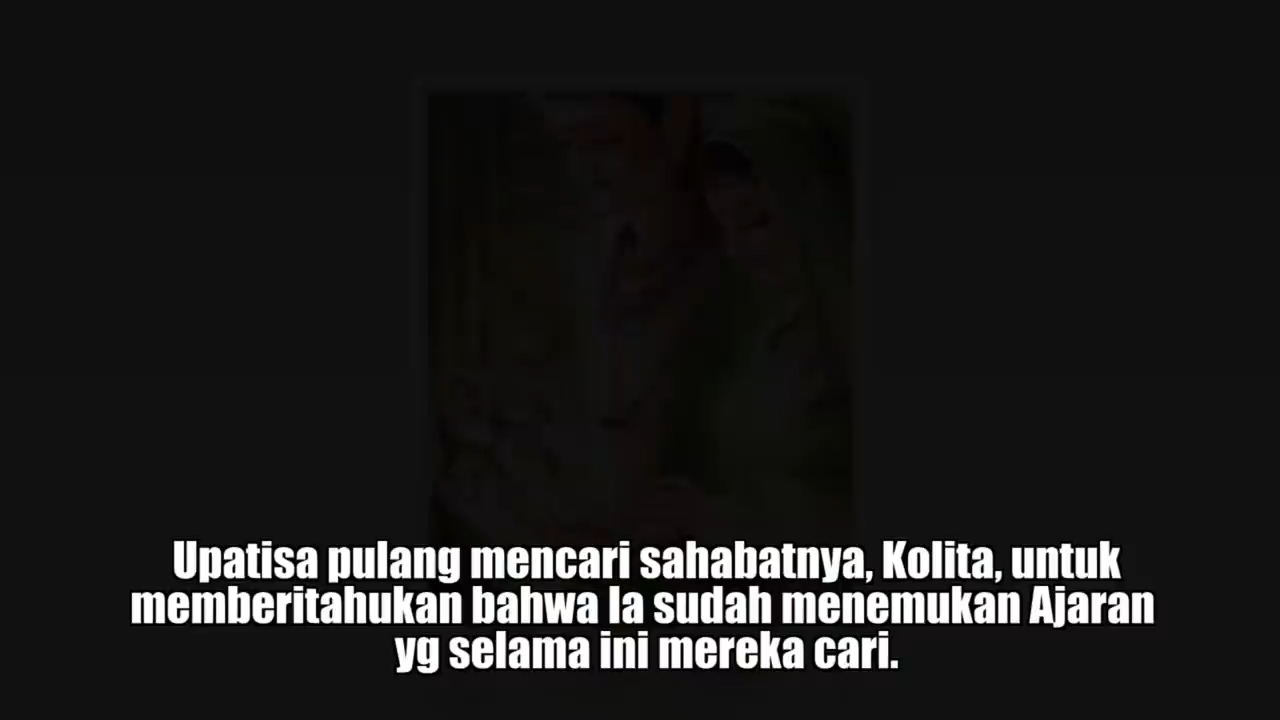 Upatisa pulang mencari sahabatnya, Kolita, untuk
memberitahukan bahwa Ia sudah menemukan Ajaran
yg selama ini mereka cari.